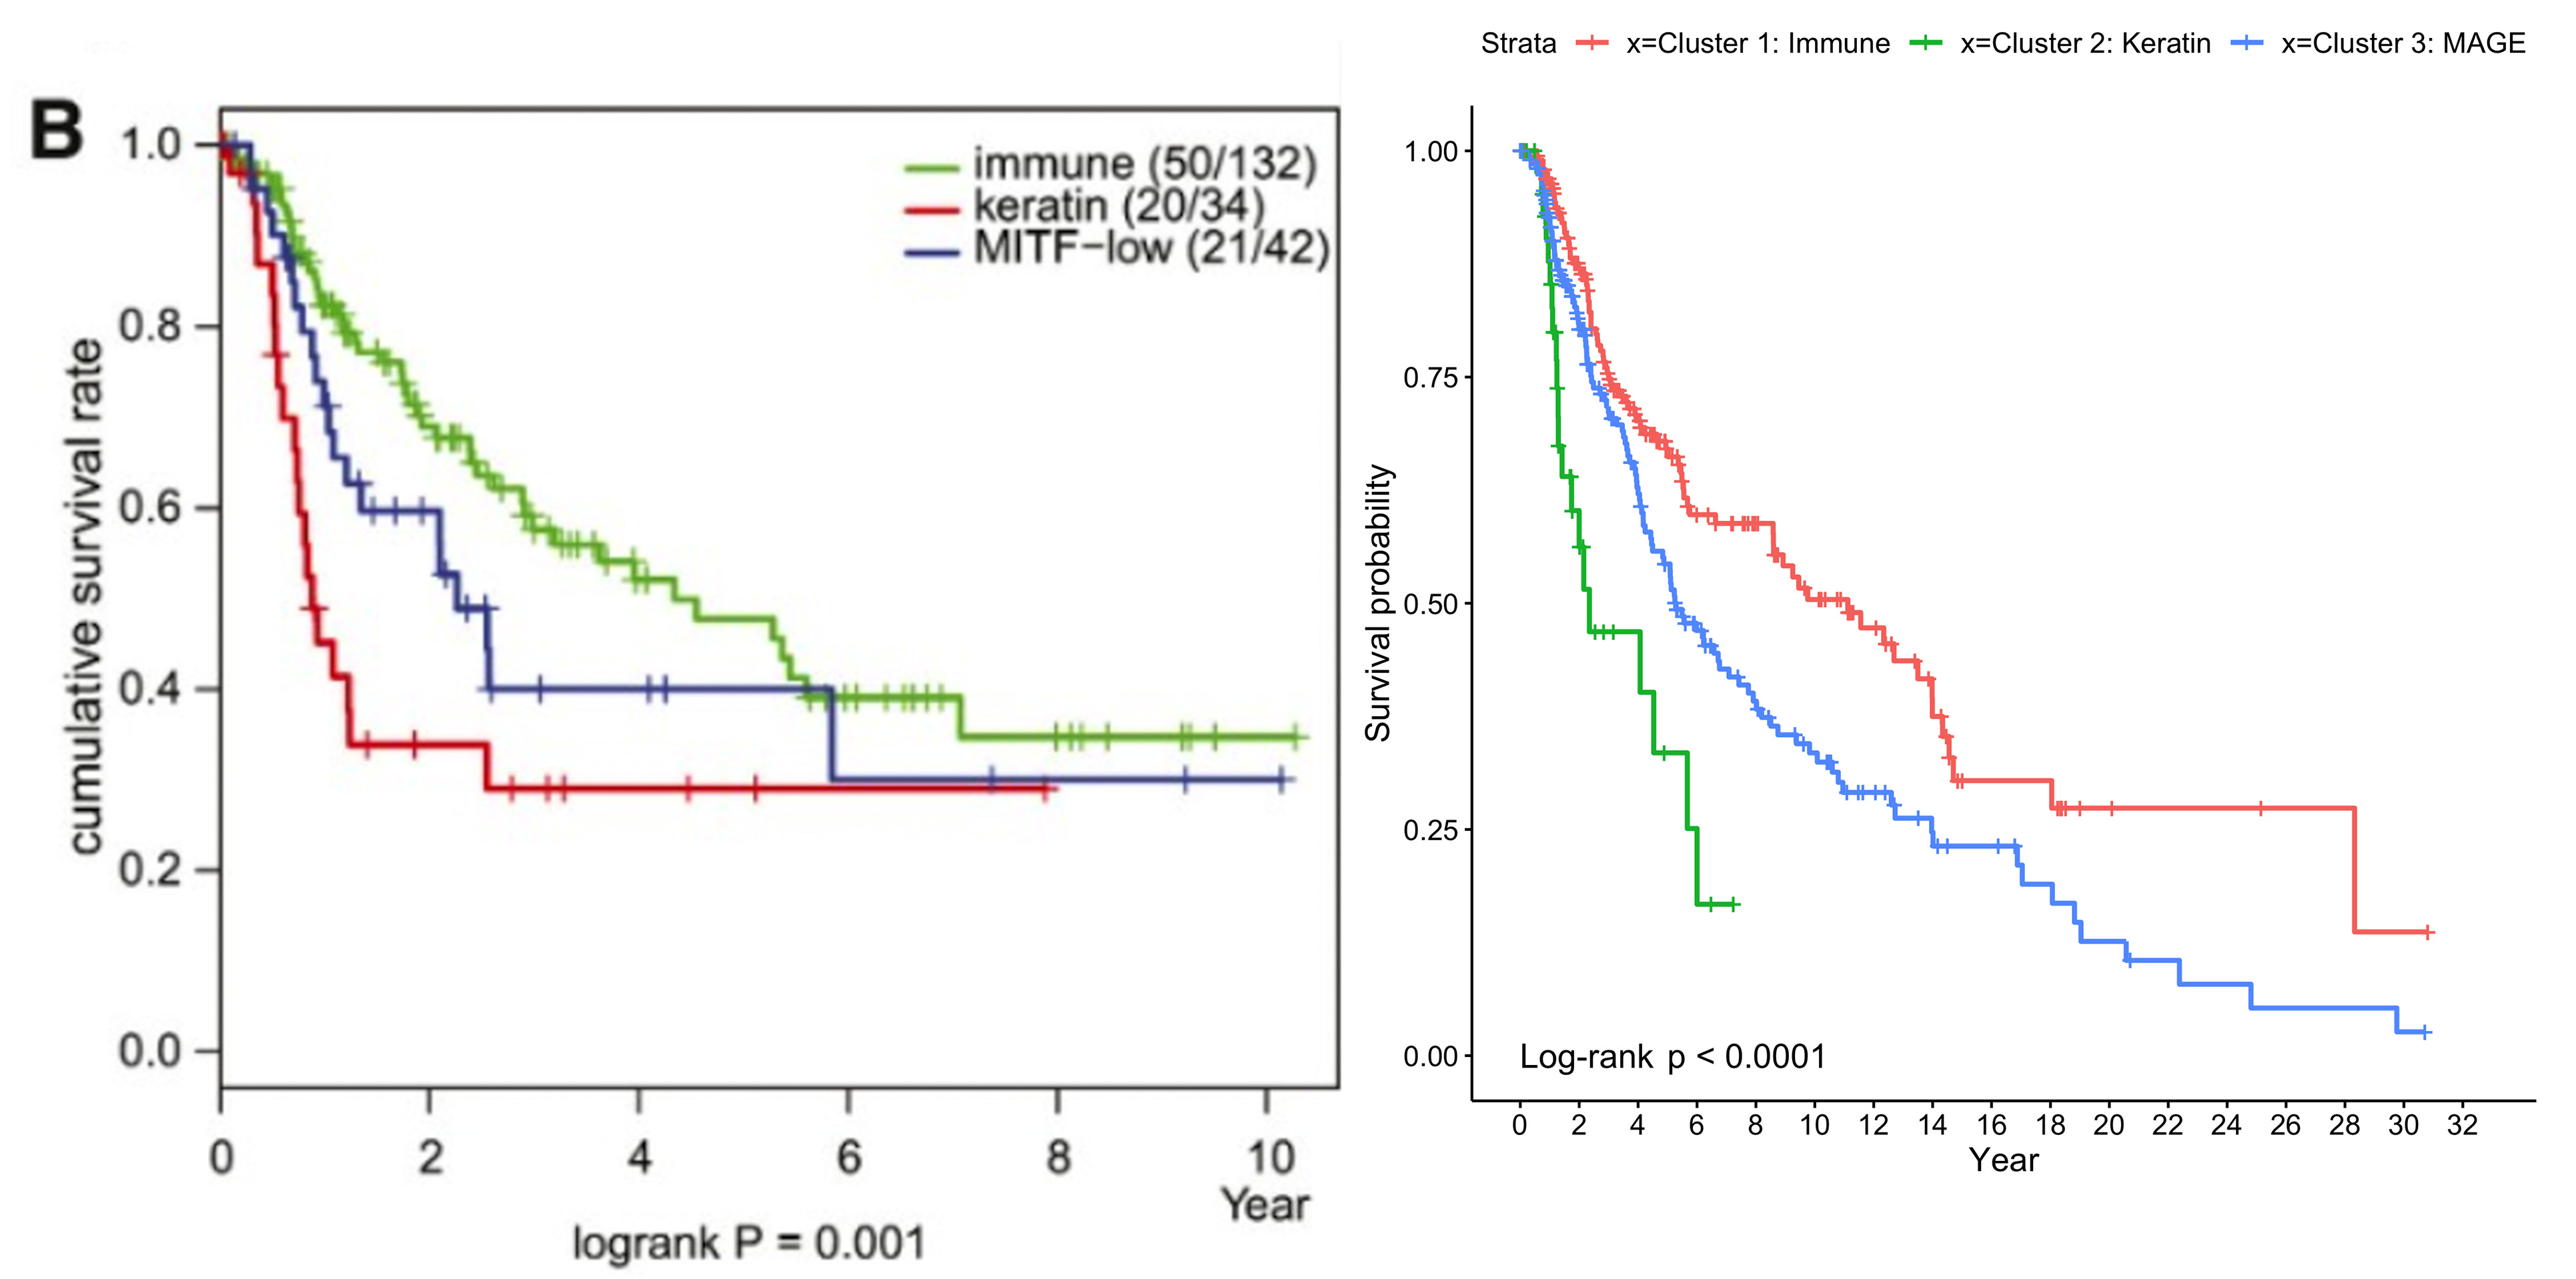 B
cumulative survival rate
1.0
0.8
0.6
0.4
0.2
0.0
immune (50/132)
keratin (20/34)
MITF−low (21/42)
0 2 4 6 8 10
Year
logrank P = 0.001
Strata x=Cluster 1: Immune x=Cluster 2: Keratin x=Cluster 3: MAGE
Survival probability
1.00
0.75
0.50
0.25
0.00
Log-rank p < 0.0001
0 2 4 6 8 10 12 14 16 18 20 22 24 26 28 30 32
Year